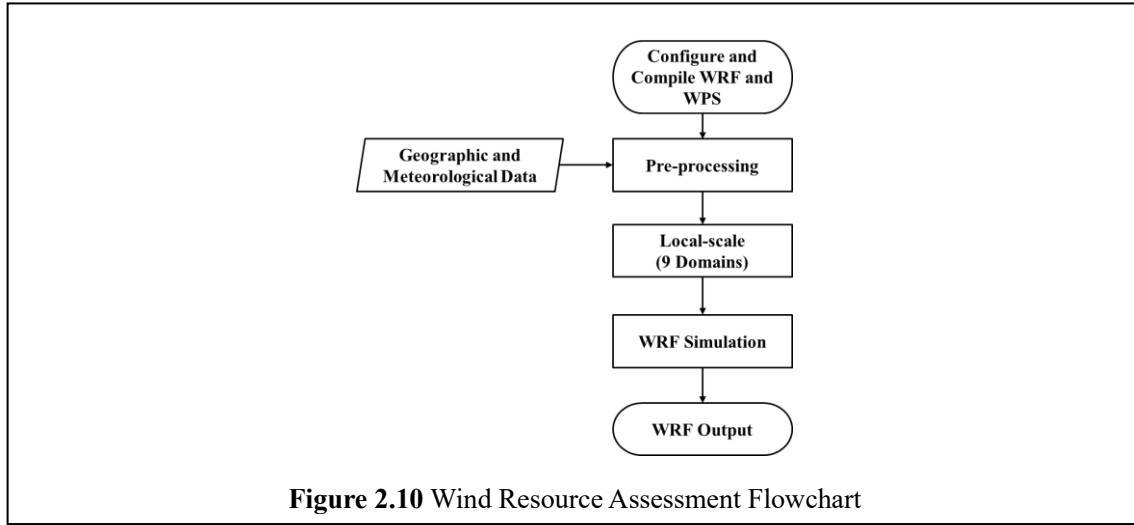 Configure and
Compile WRF and
WPS
Geographic and
Meteorological Data
Pre-processing
Local-scale
(9 Domains)
WRF Simulation
WRF Output
Figure 2.10 Wind Resource Assessment Flowchart